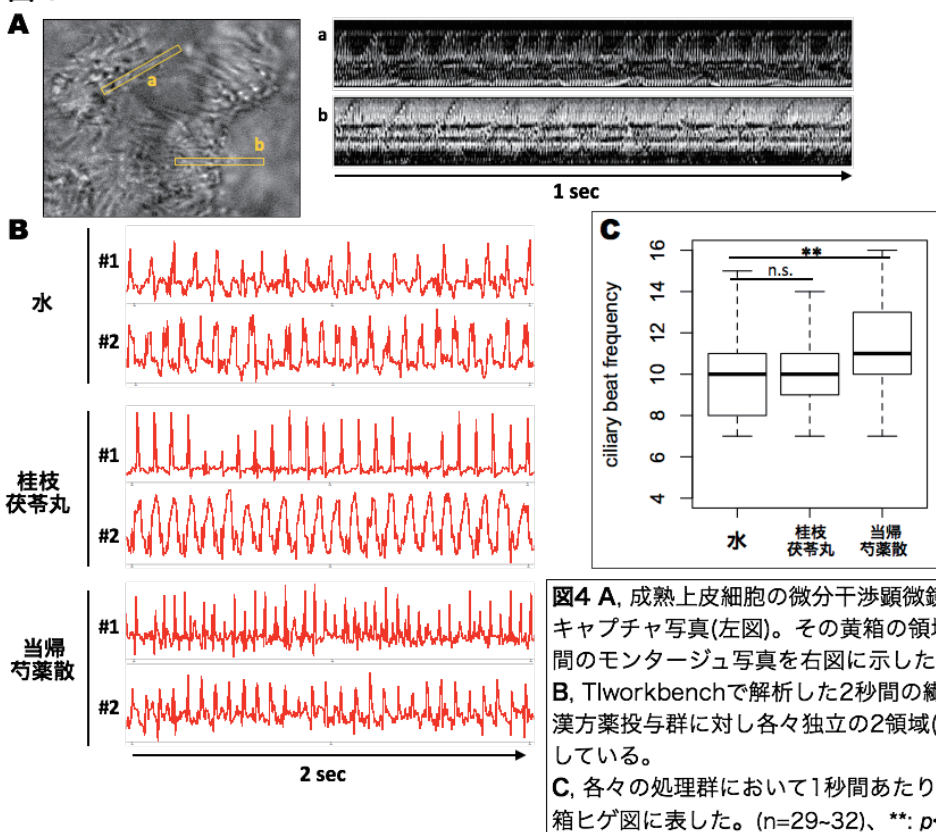 A
a
b
a
b
1 sec
B
水
#1
#2
桂枝
茯苓丸
#1
#2
当帰
芍薬散
#1
#2
2 sec
C
ciliary beat frequency
16
14
12
10
8
6
4
**
n.s.
水
桂枝
茯苓丸
当帰
芍薬散
図4 A, 成熟上皮細胞の微分干渉顕微鏡
キャプチャ写真(左図)。その黄箱の領域
間のモンタージュ写真を右図に示した
B, TIworkbenchで解析した2秒間の繊
漢方薬投与群に対し各々独立の2領域(
している。
C, 各々の処理群において1秒間あたり
箱ヒゲ図に表した。(n=29~32)、**: p<